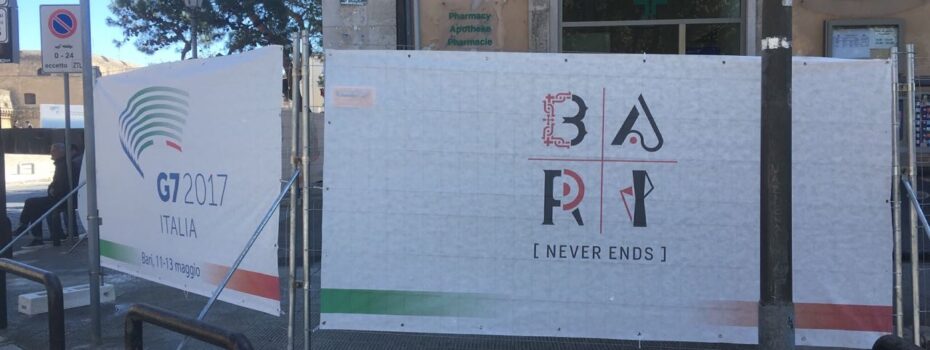 0 - 24
eccetto ZTL
G7 2017
ITALIA
Bari, 11-13 maggio
Pharmacy
Apotheke
Pharmacie
BA
RI
[ NEVER ENDS ]